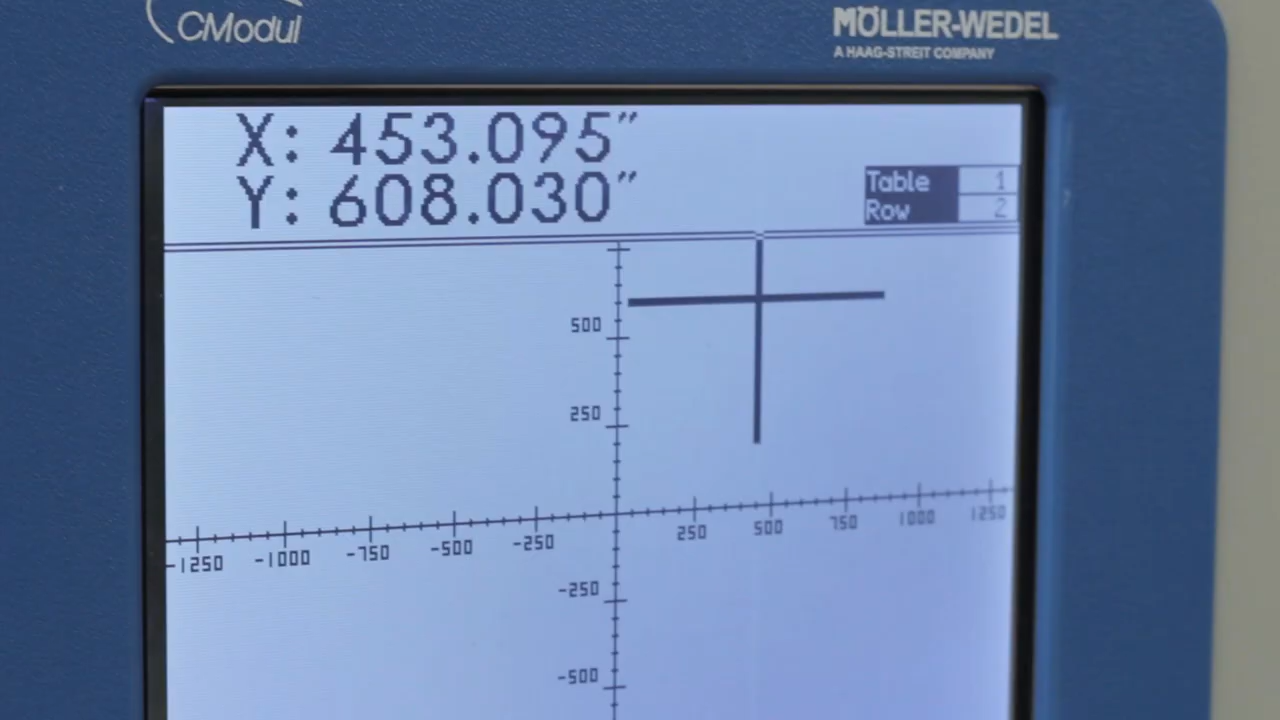 CModul
MÖLLER-WEDEL
A HAAG-STREIT COMPANY
X: 453.095″
Y: 608.030″
Table 1
Row 2
500
250
-1250 -1000 -750 -500 -250 250 500 750 1000 1250
-250
-500